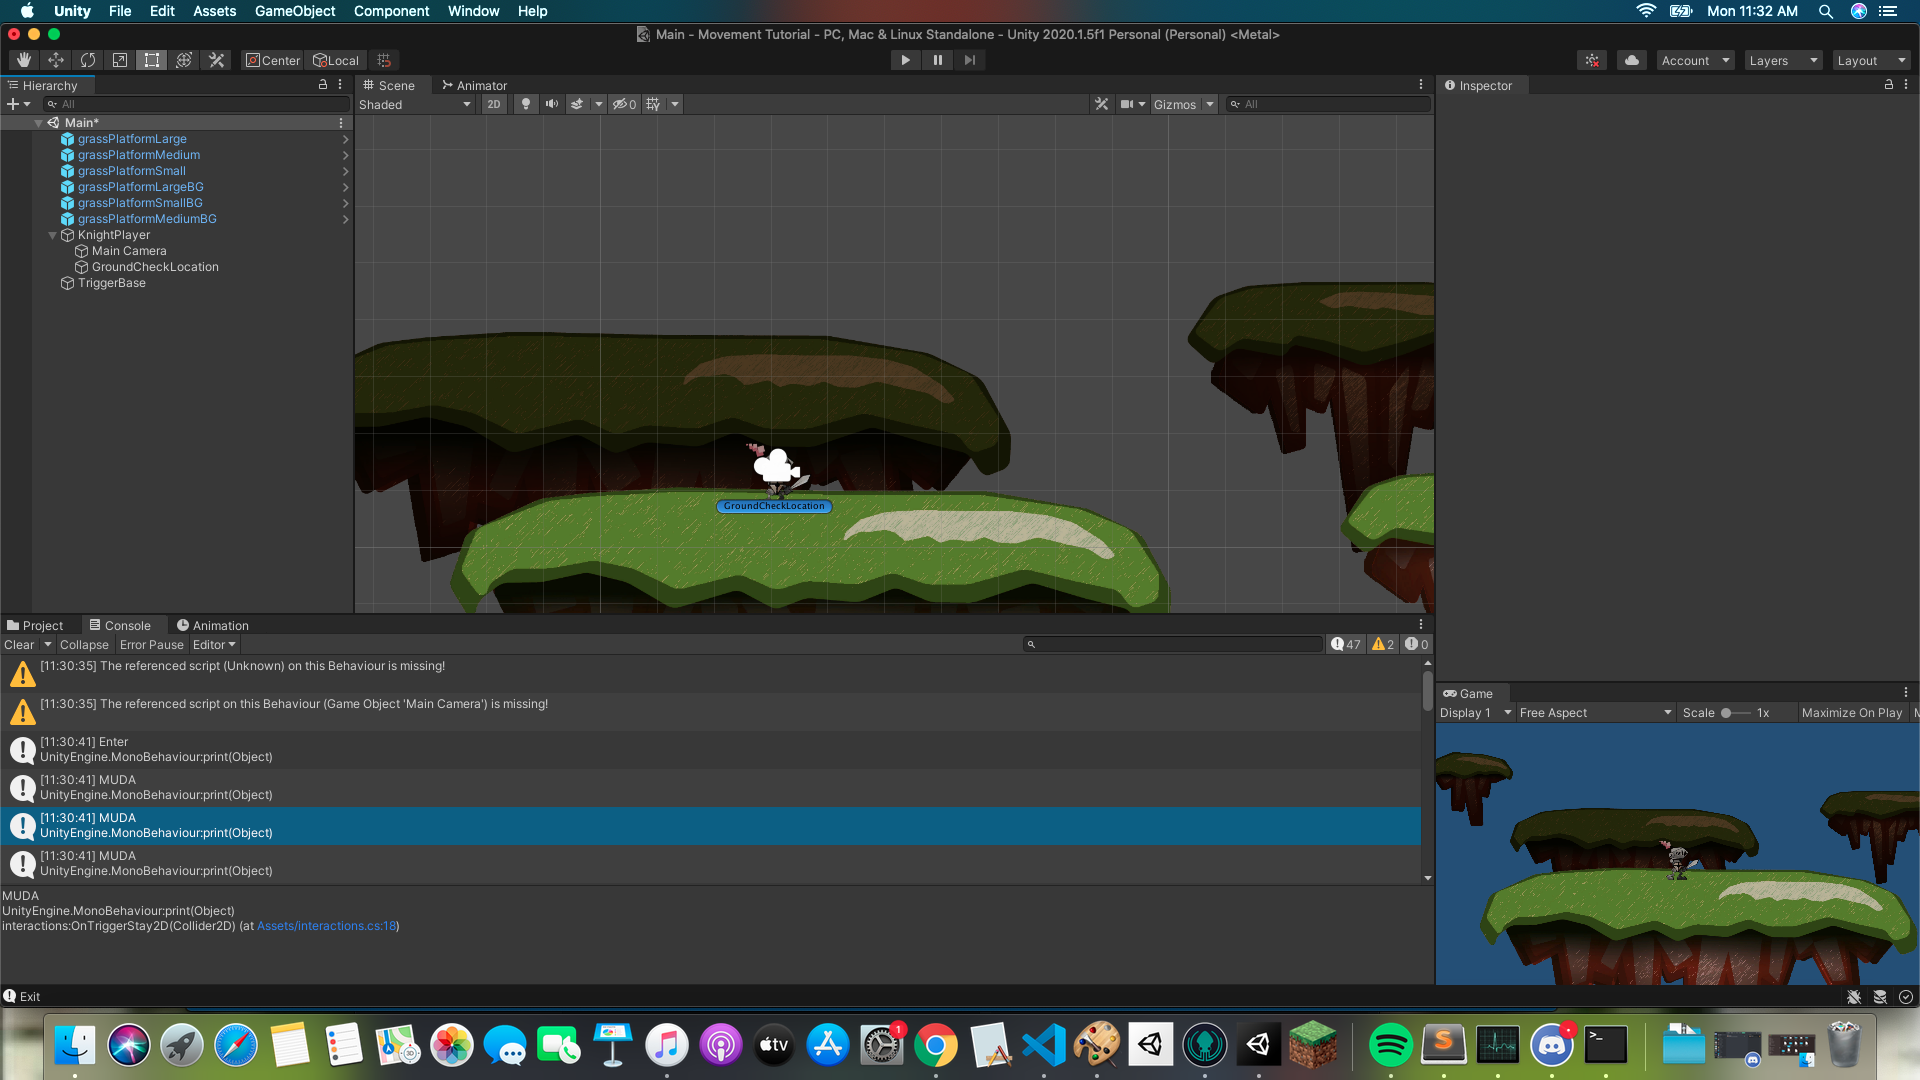 Unity File Edit Assets GameObject Component Window Help Mon 11:32 AM
Main - Movement Tutorial - PC, Mac & Linux Standalone - Unity 2020.1.5f1 Personal (Personal) <Metal>
Center Local Account Layers Layout
Hierarchy Scene Animator Inspector
All Shaded 2D 0 Gizmos All
Main*
grassPlatformLarge
grassPlatformMedium
grassPlatformSmall
grassPlatformLargeBG
grassPlatformSmallBG
grassPlatformMediumBG
KnightPlayer
Main Camera
GroundCheckLocation
TriggerBase
GroundCheckLocation
Project Console Animation
Clear Collapse Error Pause Editor 47 2 0
[11:30:35] The referenced script (Unknown) on this Behaviour is missing!
[11:30:35] The referenced script on this Behaviour (Game Object 'Main Camera') is missing!
[11:30:41] Enter
UnityEngine.MonoBehaviour:print(Object)
[11:30:41] MUDA
UnityEngine.MonoBehaviour:print(Object)
[11:30:41] MUDA
UnityEngine.MonoBehaviour:print(Object)
[11:30:41] MUDA
UnityEngine.MonoBehaviour:print(Object)
MUDA
UnityEngine.MonoBehaviour:print(Object)
interactions:OnTriggerStay2D(Collider2D) (at Assets/interactions.cs:18)
Exit
Game
Display 1 Free Aspect Scale 1x Maximize On Play M
1
3D
tv
S
>_